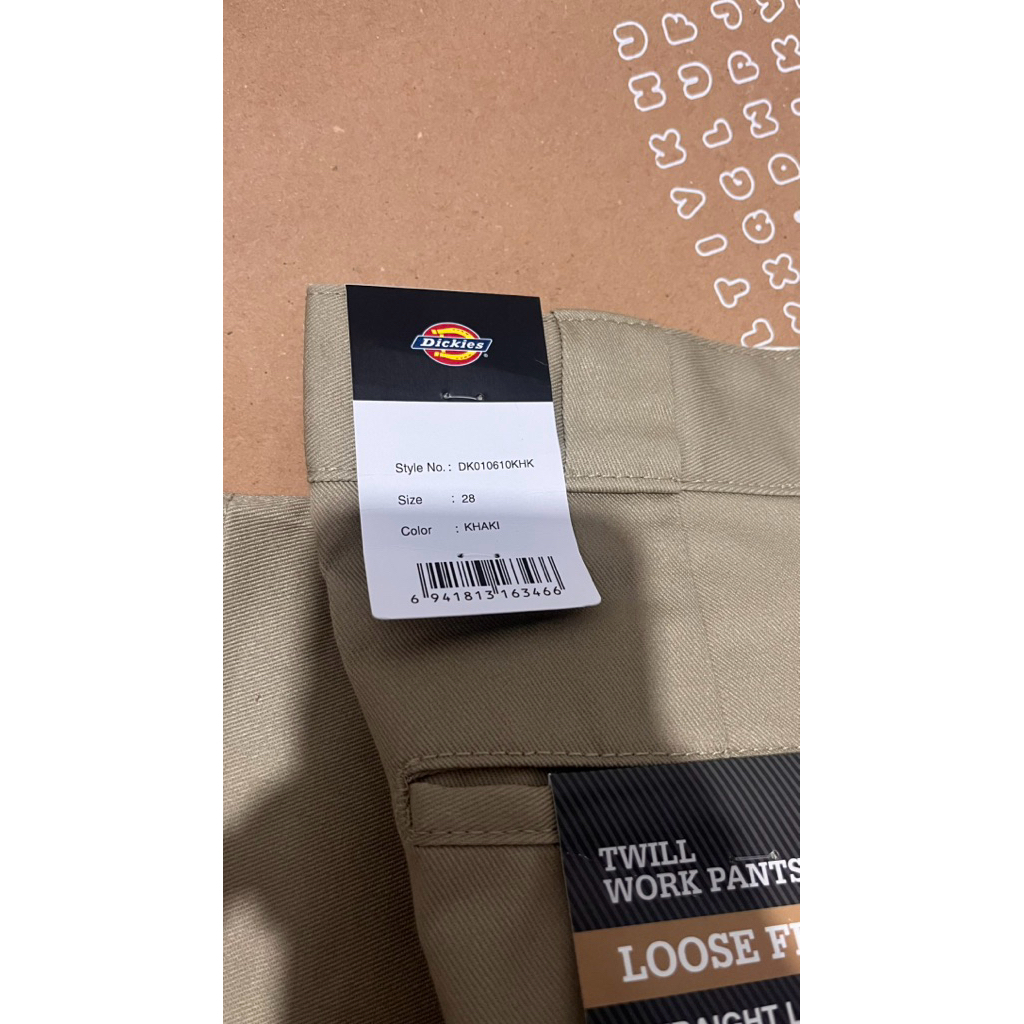 Dickies
Style No.: DK010610KHK
Size : 28
Color : KHAKI
6 941813 163466
TWILL
WORK PANTS
LOOSE